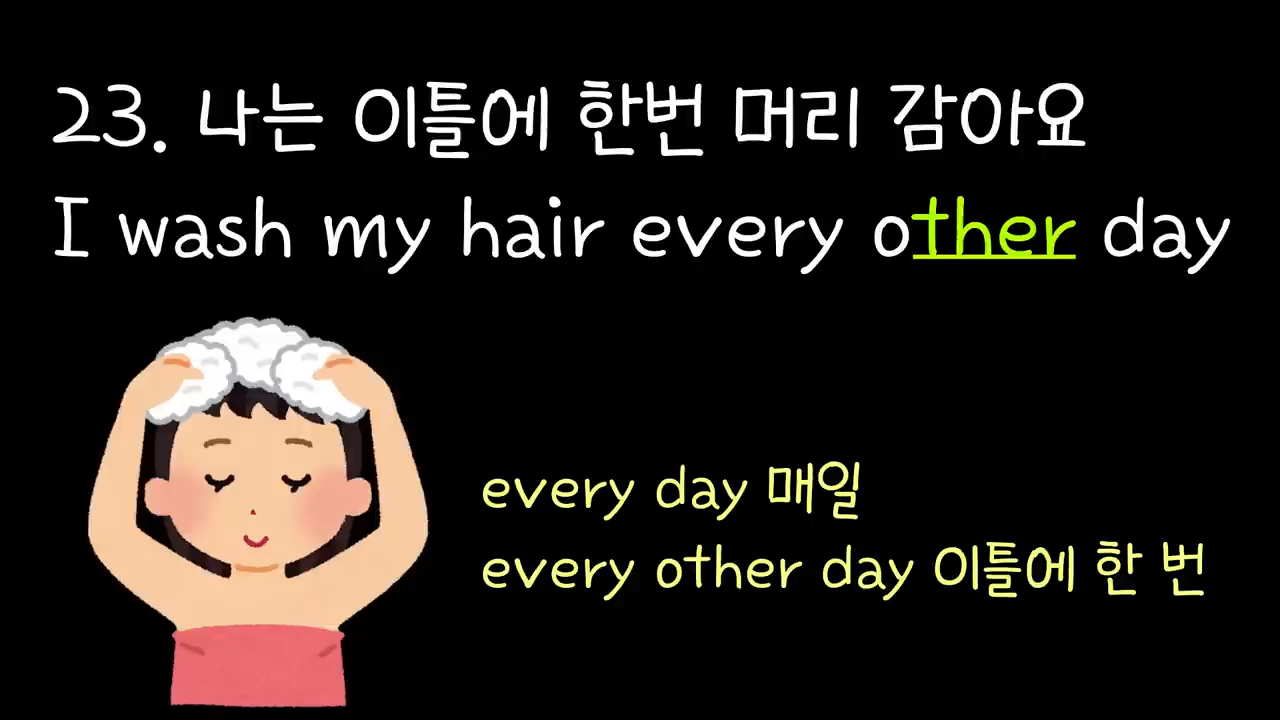 23. 나는 이틀에 한번 머리 감아요
I wash my hair every other day
every day 매일
every other day 이틀에 한 번